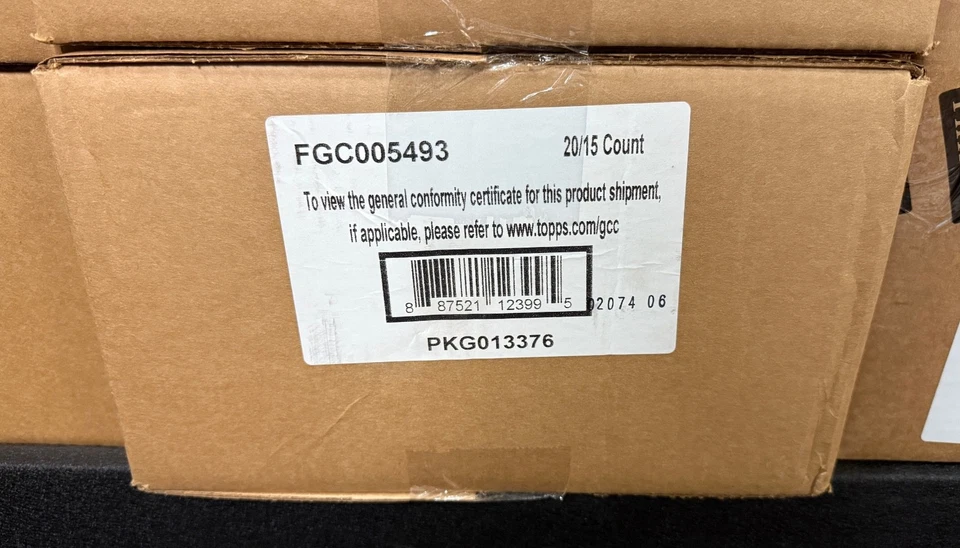 FGC005493
20/15 Count
To view the general conformity certificate for this product shipment,
if applicable, please refer to www.topps.com/gcc
8 87521 12399 5
02074 06
PKG013376